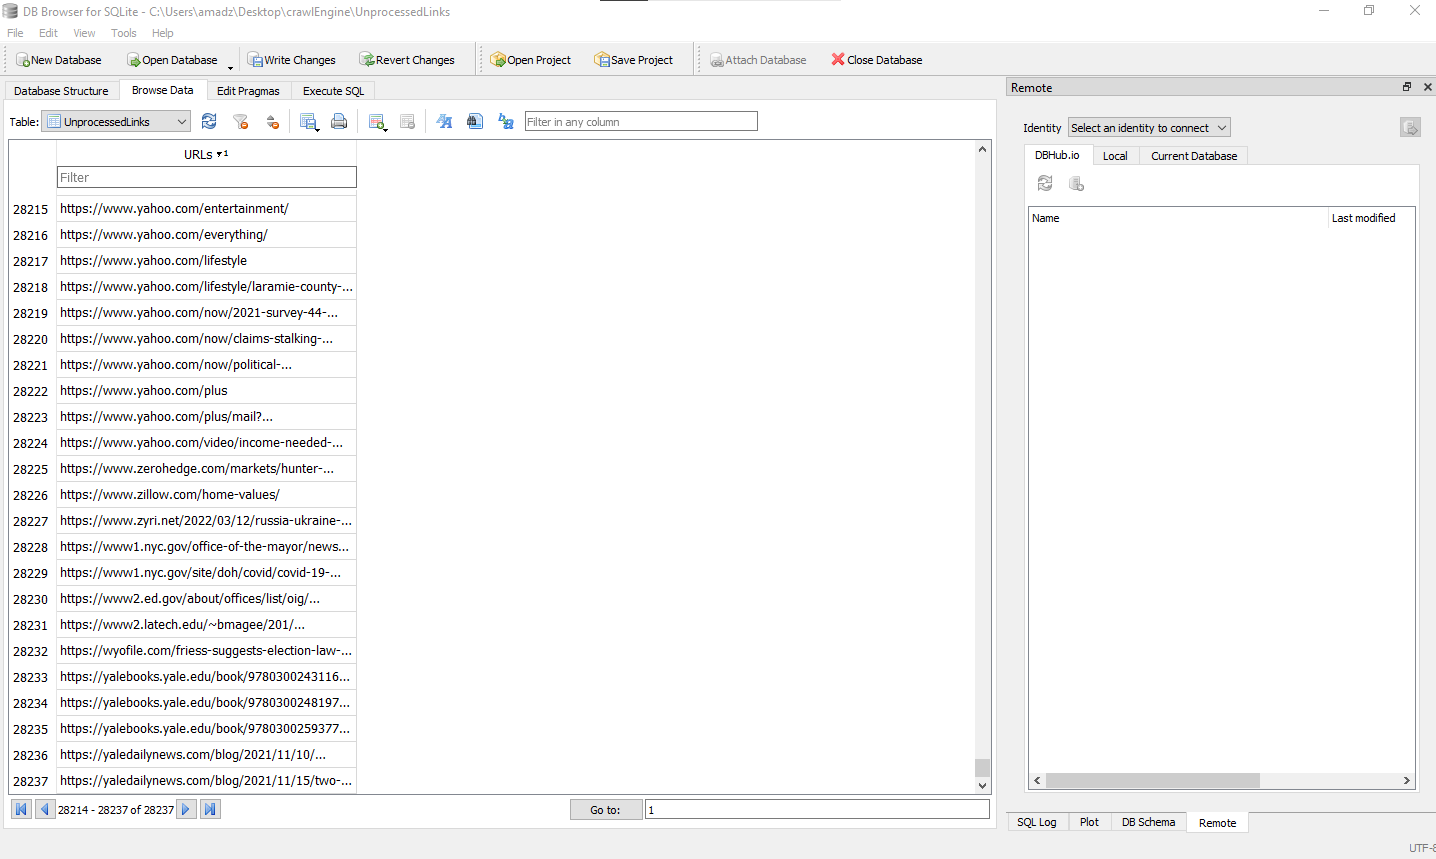 DB Browser for SQLite - C:\Users\amadz\Desktop\crawlEngine\UnprocessedLinks
File Edit View Tools Help
New Database Open Database Write Changes Revert Changes Open Project Save Project Attach Database Close Database
Database Structure Browse Data Edit Pragmas Execute SQL
Table: UnprocessedLinks Filter in any column
URLs 1
Filter
28215 https://www.yahoo.com/entertainment/
28216 https://www.yahoo.com/everything/
28217 https://www.yahoo.com/lifestyle
28218 https://www.yahoo.com/lifestyle/laramie-county-...
28219 https://www.yahoo.com/now/2021-survey-44-...
28220 https://www.yahoo.com/now/claims-stalking-...
28221 https://www.yahoo.com/now/political-...
28222 https://www.yahoo.com/plus
28223 https://www.yahoo.com/plus/mail?...
28224 https://www.yahoo.com/video/income-needed-...
28225 https://www.zerohedge.com/markets/hunter-...
28226 https://www.zillow.com/home-values/
28227 https://www.zyri.net/2022/03/12/russia-ukraine-...
28228 https://www1.nyc.gov/office-of-the-mayor/news...
28229 https://www1.nyc.gov/site/doh/covid/covid-19-...
28230 https://www2.ed.gov/about/offices/list/oig/...
28231 https://www2.latech.edu/~bmagee/201/...
28232 https://wyofile.com/friess-suggests-election-law-...
28233 https://yalebooks.yale.edu/book/9780300243116...
28234 https://yalebooks.yale.edu/book/9780300248197...
28235 https://yalebooks.yale.edu/book/9780300259377...
28236 https://yaledailynews.com/blog/2021/11/10/...
28237 https://yaledailynews.com/blog/2021/11/15/two-...
28214 - 28237 of 28237 Go to: 1
Remote
Identity Select an identity to connect
DBHub.io Local Current Database
Name Last modified
SQL Log Plot DB Schema Remote
UTF-8